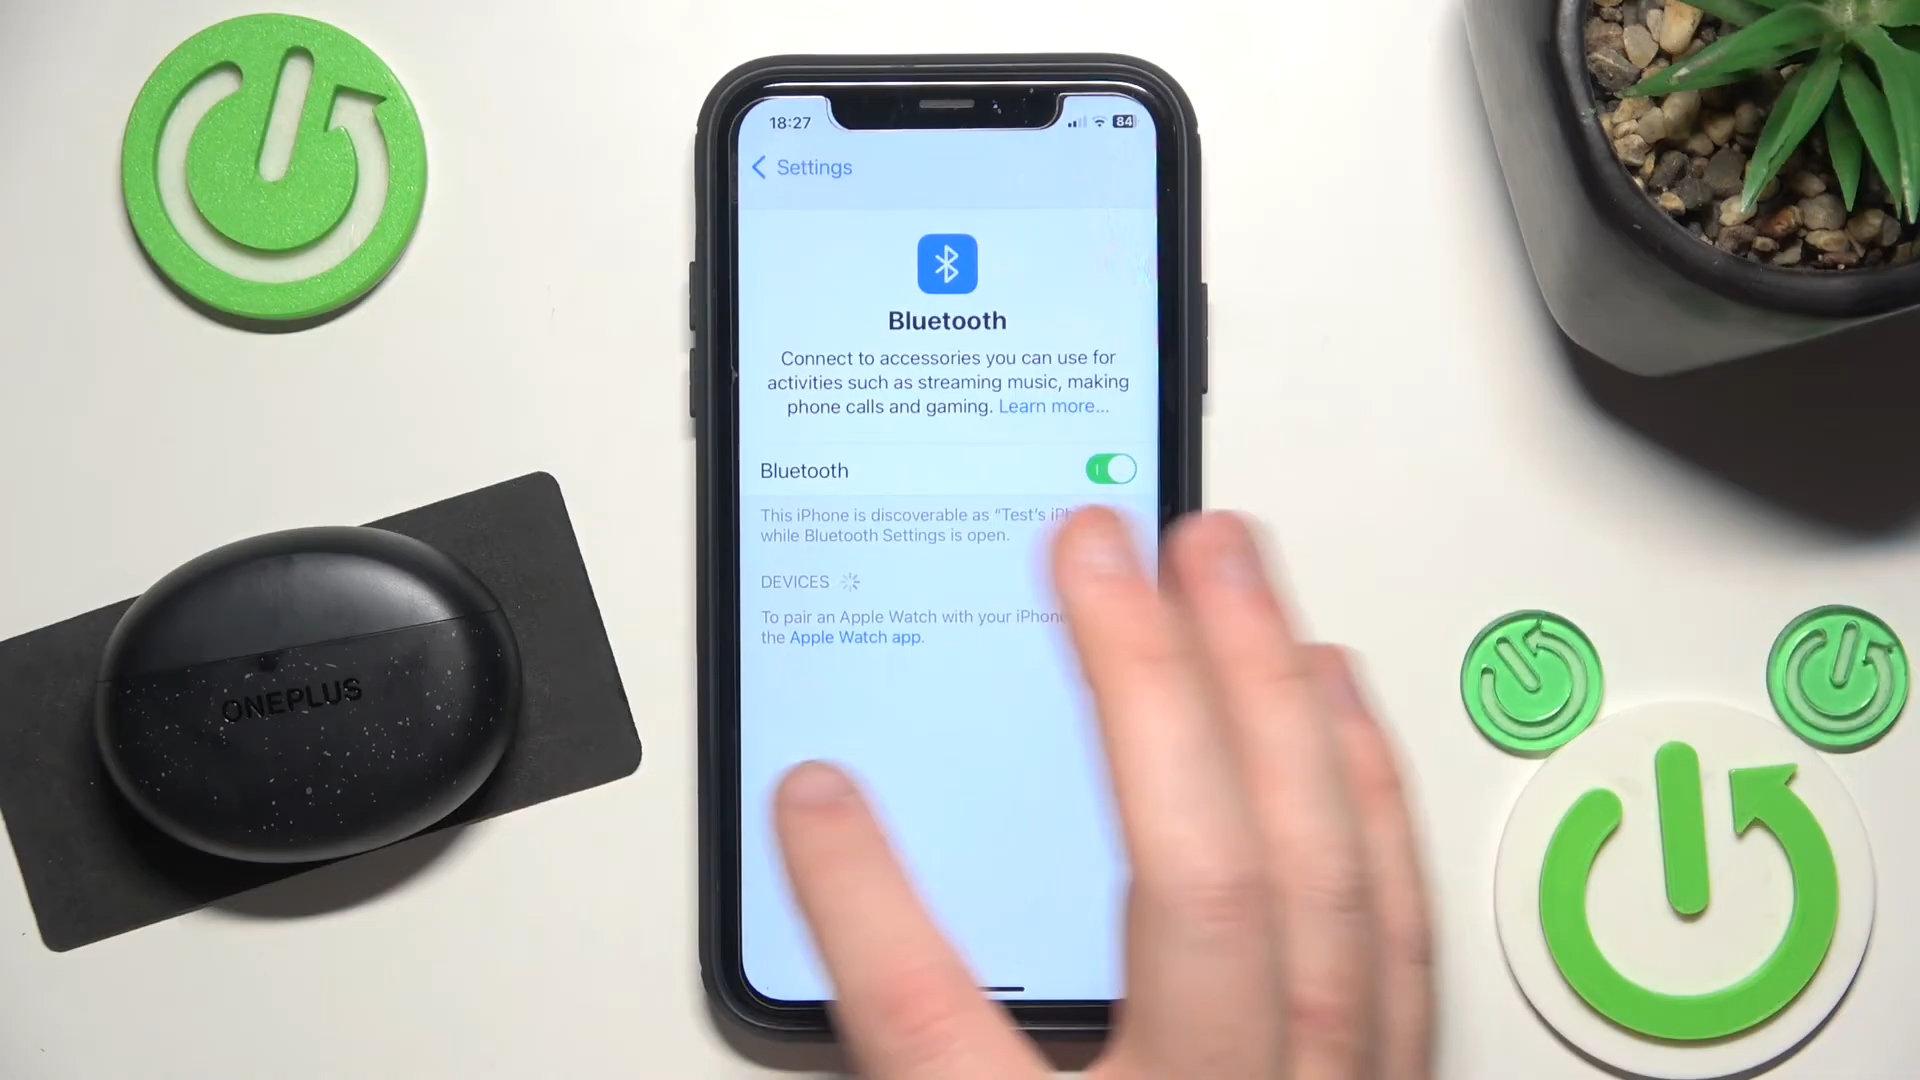 18:27
84
Settings
Bluetooth
Connect to accessories you can use for
activities such as streaming music, making
phone calls and gaming. Learn more...
Bluetooth
This iPhone is discoverable as “Test’s
while Bluetooth Settings is open.
DEVICES
To pair an Apple Watch with your iPhone
the Apple Watch app.
ONEPLUS